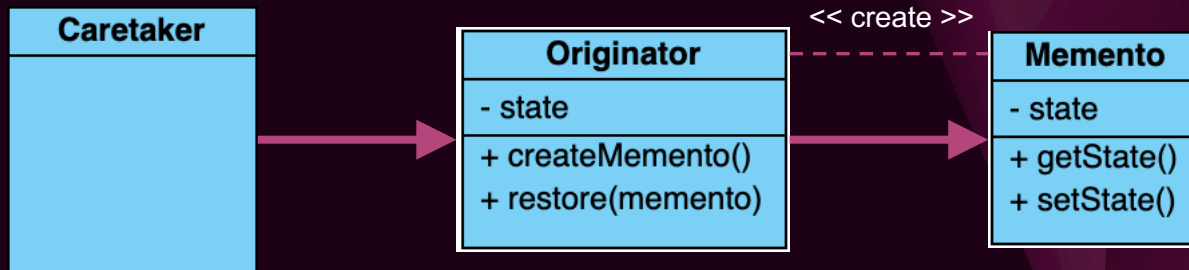 Caretaker
Originator
- state
+ createMemento()
+ restore(memento)
<< create >>
Memento
- state
+ getState()
+ setState()